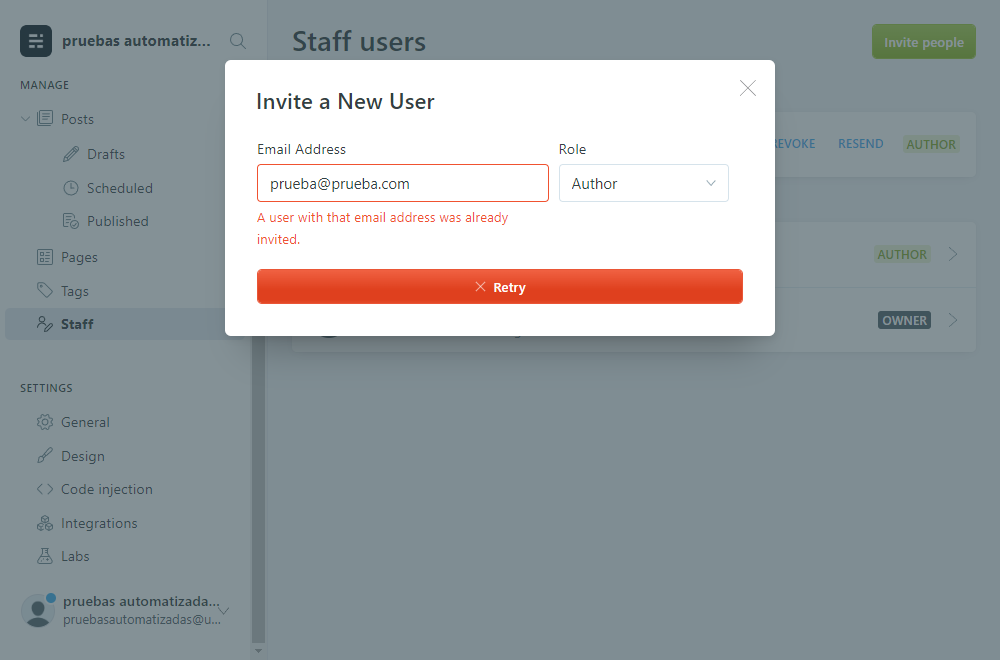 pruebas automatiz...
Staff users
Invite people
MANAGE
Posts
Drafts
Scheduled
Published
Pages
Tags
Staff
SETTINGS
General
Design
Code injection
Integrations
Labs
pruebas automatizada...
pruebasautomatizadas@u...
Invite a New User
Email Address
Role
prueba@prueba.com
Author
A user with that email address was already
invited.
Retry
EVOKE RESEND AUTHOR
AUTHOR
OWNER